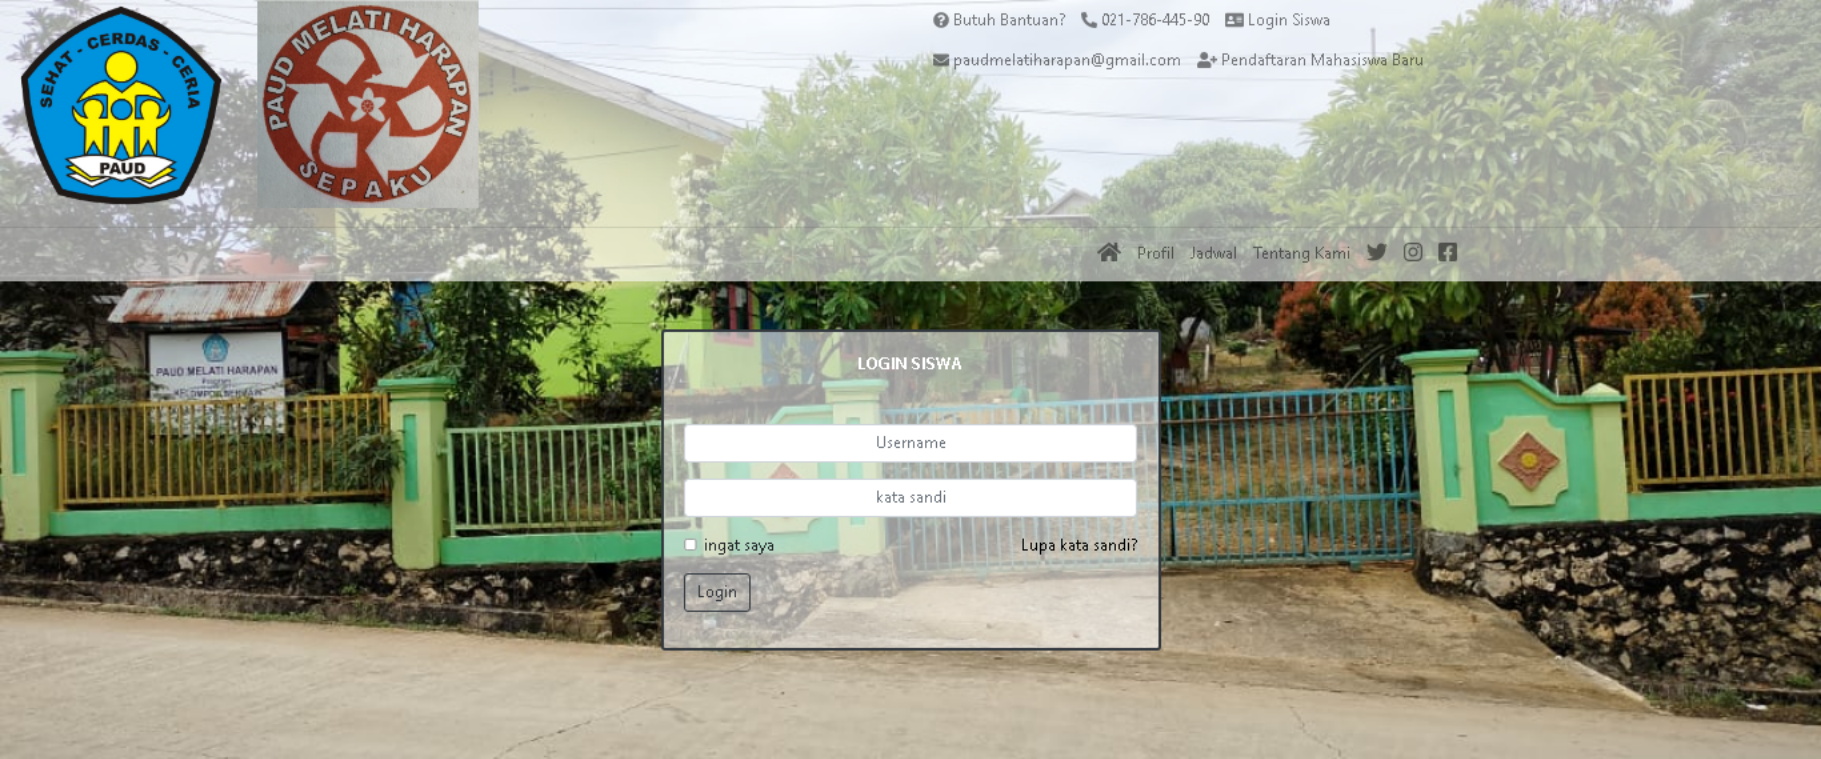 SEHAT - CERDAS - CERIA
PAUD
PAUD MELATI HARAPAN
SEPAKU
Butuh Bantuan? 021-786-445-90 Login Siswa
paudmelatiharapan@gmail.com Pendaftaran Mahasiswa Baru
Profil Jadwal Tentang Kami
PAUD MELATI HARAPAN
LOGIN SISWA
Username
kata sandi
ingat saya Lupa kata sandi?
Login